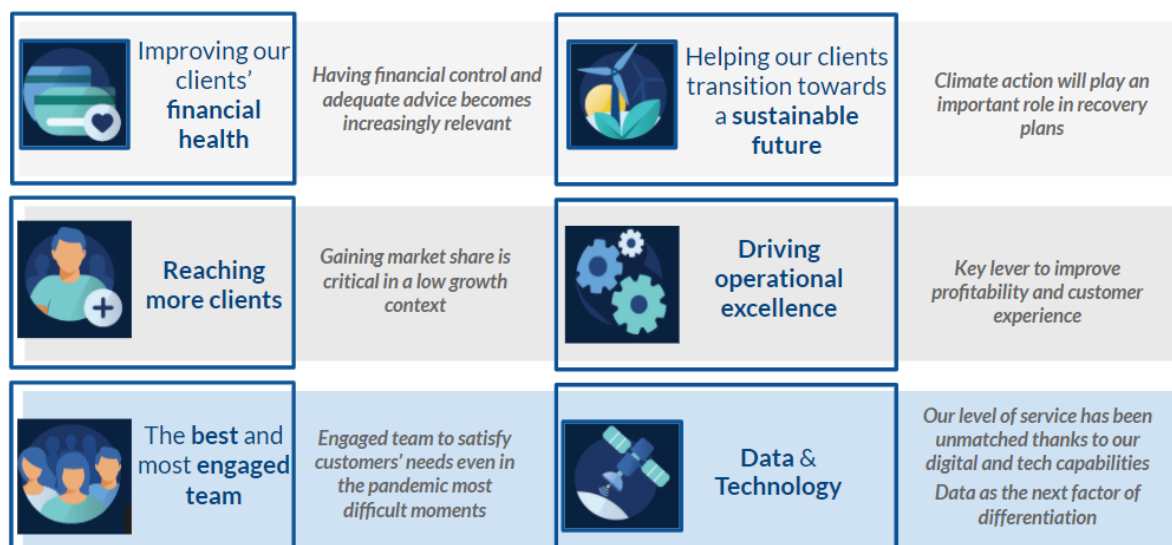 Improving our
clients'
financial
health
Having financial control and
adequate advice becomes
increasingly relevant
Helping our clients
transition towards
a sustainable
future
Climate action will play an
important role in recovery
plans
Reaching
more clients
Gaining market share is
critical in a low growth
context
Driving
operational
excellence
Key lever to improve
profitability and customer
experience
The best and
most engaged
team
Engaged team to satisfy
customers' needs even in
the pandemic most
difficult moments
Data &
Technology
Our level of service has been
unmatched thanks to our
digital and tech capabilities
Data as the next factor of
differentiation